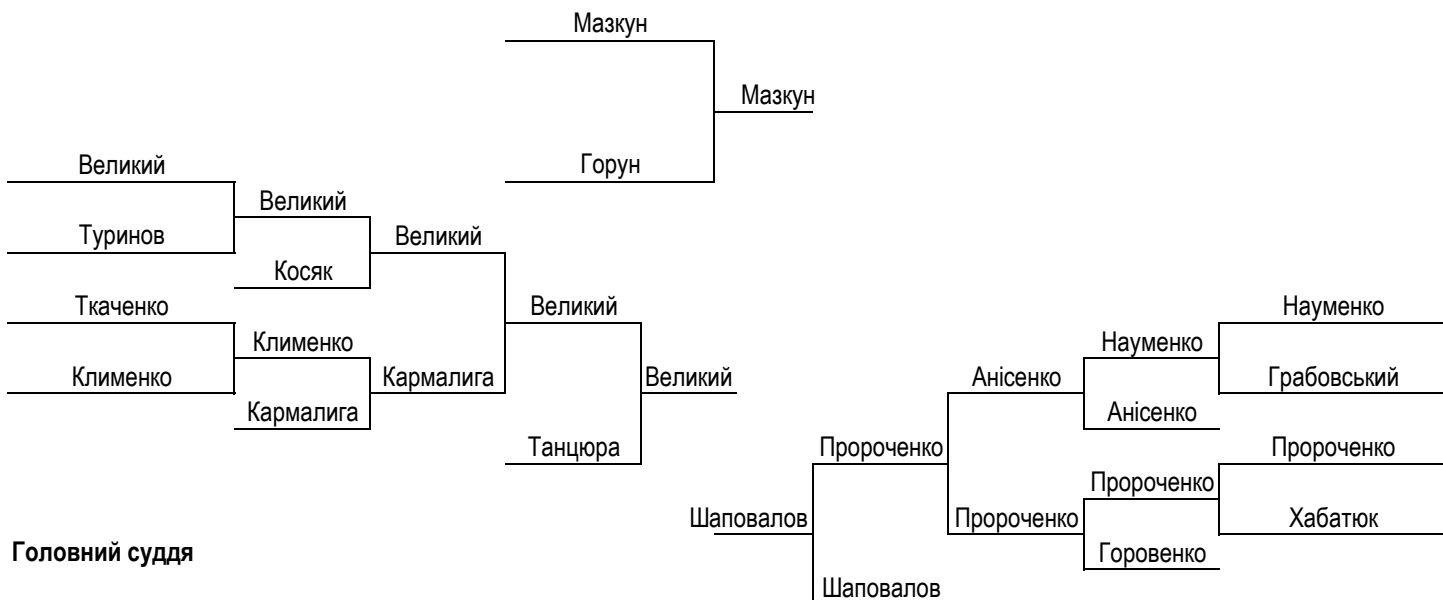 Мазкун
Мазкун
Великий
Горун
Великий
Туринов
Великий
Косяк
Ткаченко
Великий
Науменко
Клименко
Науменко
Клименко
Кармалига
Великий
Анісенко
Грабовський
Кармалига
Анісенко
Танцюра
Пророченко
Пророченко
Пророченко
Шаповалов
Пророченко
Хабатюк
Головний суддя
Горовенко
Шаповалов